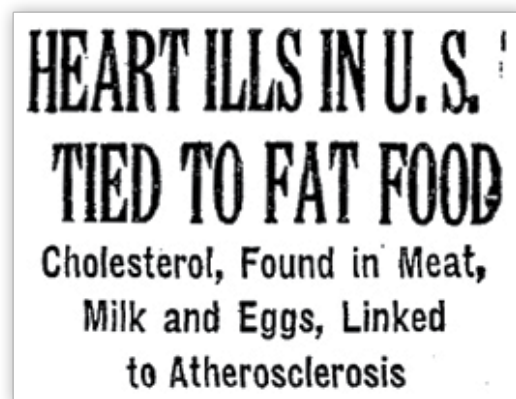 HEART ILLS IN U. S.
TIED TO FAT FOOD
Cholesterol, Found in Meat,
Milk and Eggs, Linked
to Atherosclerosis